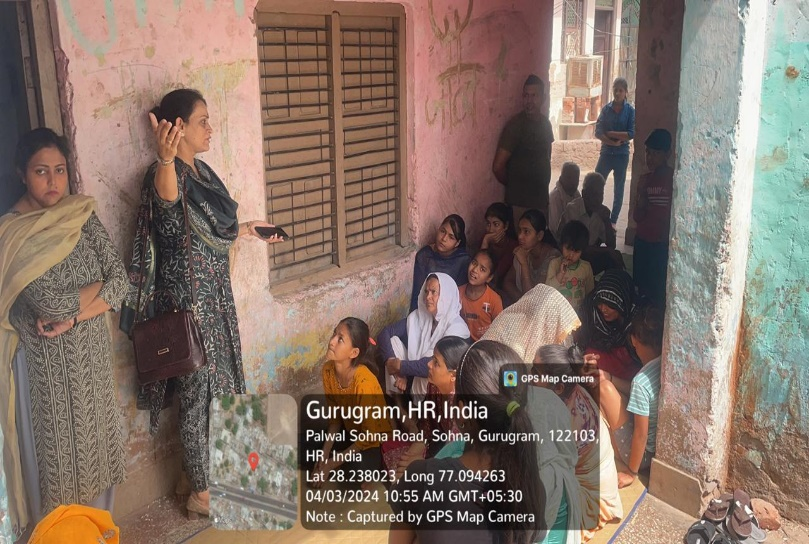 GPS Map Camera
Gurugram,HR,India
Palwal Sohna Road, Sohna, Gurugram, 122103,
HR, India
Lat 28.238023, Long 77.094263
04/03/2024 10:55 AM GMT+05:30
Note : Captured by GPS Map Camera